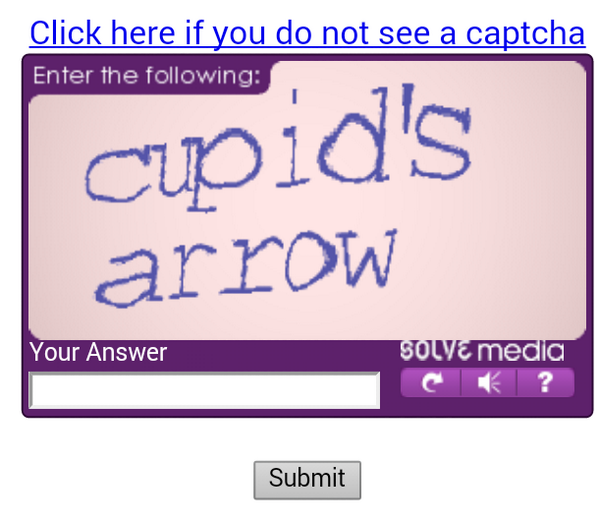 Click here if you do not see a captcha
Enter the following:
cupid's
arrow
Your Answer
SOLVE media
?
Submit